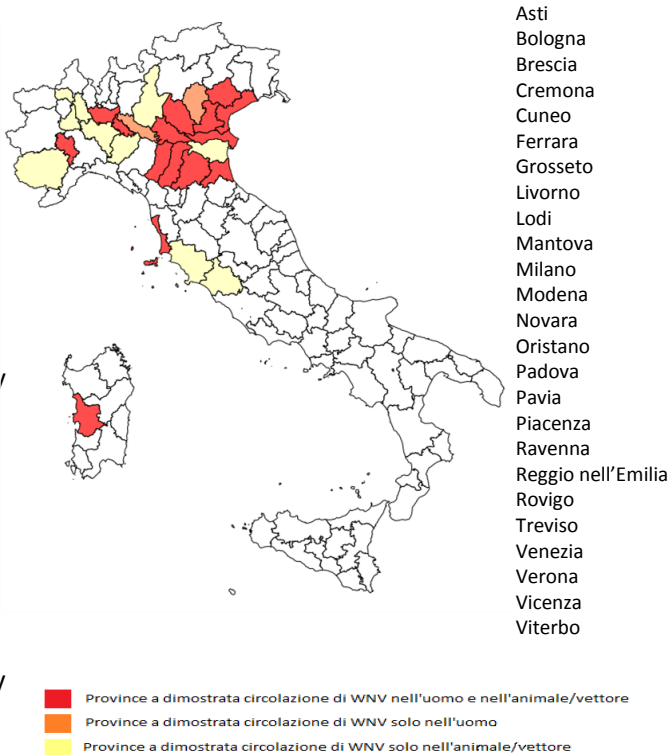 Asti
Bologna
Brescia
Cremona
Cuneo
Ferrara
Grosseto
Livorno
Lodi
Mantova
Milano
Modena
Novara
Oristano
Padova
Pavia
Piacenza
Ravenna
Reggio nell’Emilia
Rovigo
Treviso
Venezia
Verona
Vicenza
Viterbo
Province a dimostrata circolazione di WNV nell'uomo e nell'animale/vettore
Province a dimostrata circolazione di WNV solo nell'uomo
Province a dimostrata circolazione di WNV solo nell'animale/vettore